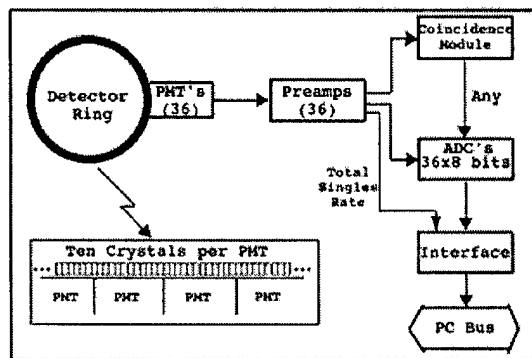 Detector
Ring
PMT's
(36)
Preamps
(36)
Coincidence
Module
Any
ADC's
36x8 bits
Total
Singles
Rate
Interface
PC Bus
Ten Crystals per PMT
PMT PMT PMT PMT